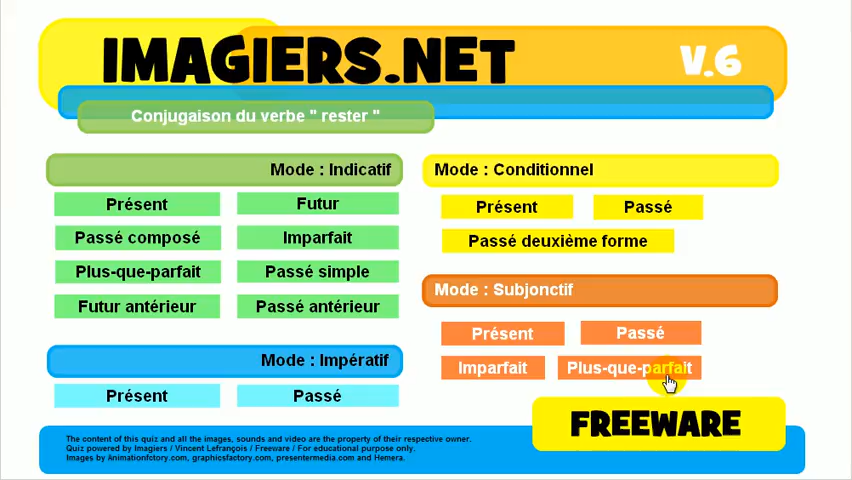 IMAGIERS.NET
V.6
Conjugaison du verbe " rester "
Mode : Indicatif
Présent
Futur
Passé composé
Imparfait
Plus-que-parfait
Passé simple
Futur antérieur
Passé antérieur
Mode : Impératif
Présent
Passé
Mode : Conditionnel
Présent
Passé
Passé deuxième forme
Mode : Subjonctif
Présent
Passé
Imparfait
Plus-que-parfait
FREEWARE
The content of this quiz and all the images, sounds and video are the property of their respective owner.
Quiz powered by Imagiers / Vincent Lefrançois / Freeware / For educational purpose only.
Images by Animationfctory.com, graphicsfactory.com, presentermedia.com and Hemera.